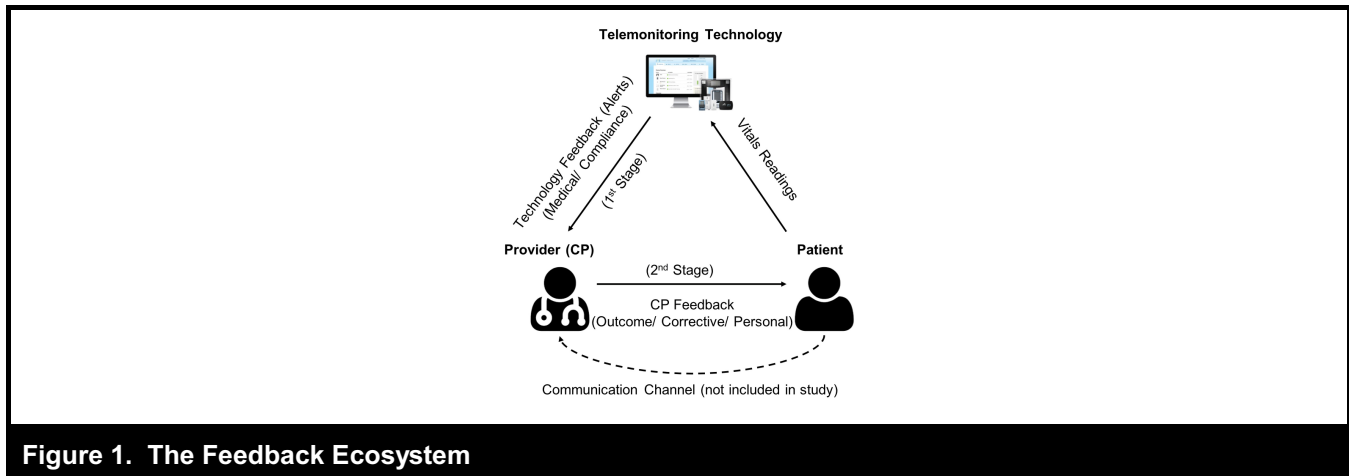 Telemonitoring Technology
Technology Feedback (Alerts)
(Medical/ Compliance)
(1st Stage)
Vitals Readings
Provider (CP)
Patient
(2nd Stage)
CP Feedback
(Outcome/ Corrective/ Personal)
Communication Channel (not included in study)
Figure 1. The Feedback Ecosystem